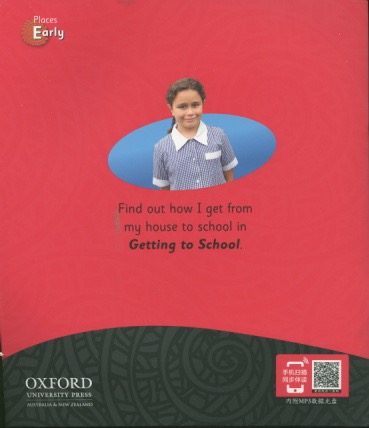 Places
Early
Find out how I get from
my house to school in
Getting to School.
OXFORD
UNIVERSITY PRESS
AUSTRALIA & NEW ZEALAND
手机扫描
同步伴读
内附MP3数据光盘